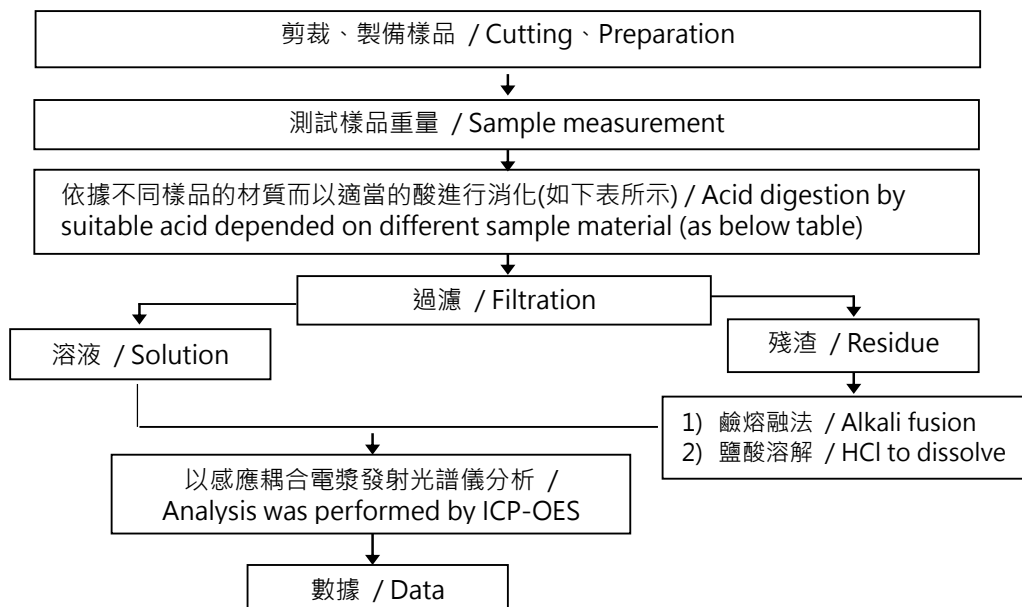 剪裁、製備樣品 / Cutting、Preparation
測試樣品重量 / Sample measurement
依據不同樣品的材質而以適當的酸進行消化(如下表所示) / Acid digestion by
suitable acid depended on different sample material (as below table)
過濾 / Filtration
溶液 / Solution
殘渣 / Residue
1) 鹼熔融法 / Alkali fusion
2) 鹽酸溶解 / HCl to dissolve
以感應耦合電漿發射光譜儀分析 /
Analysis was performed by ICP-OES
數據 / Data